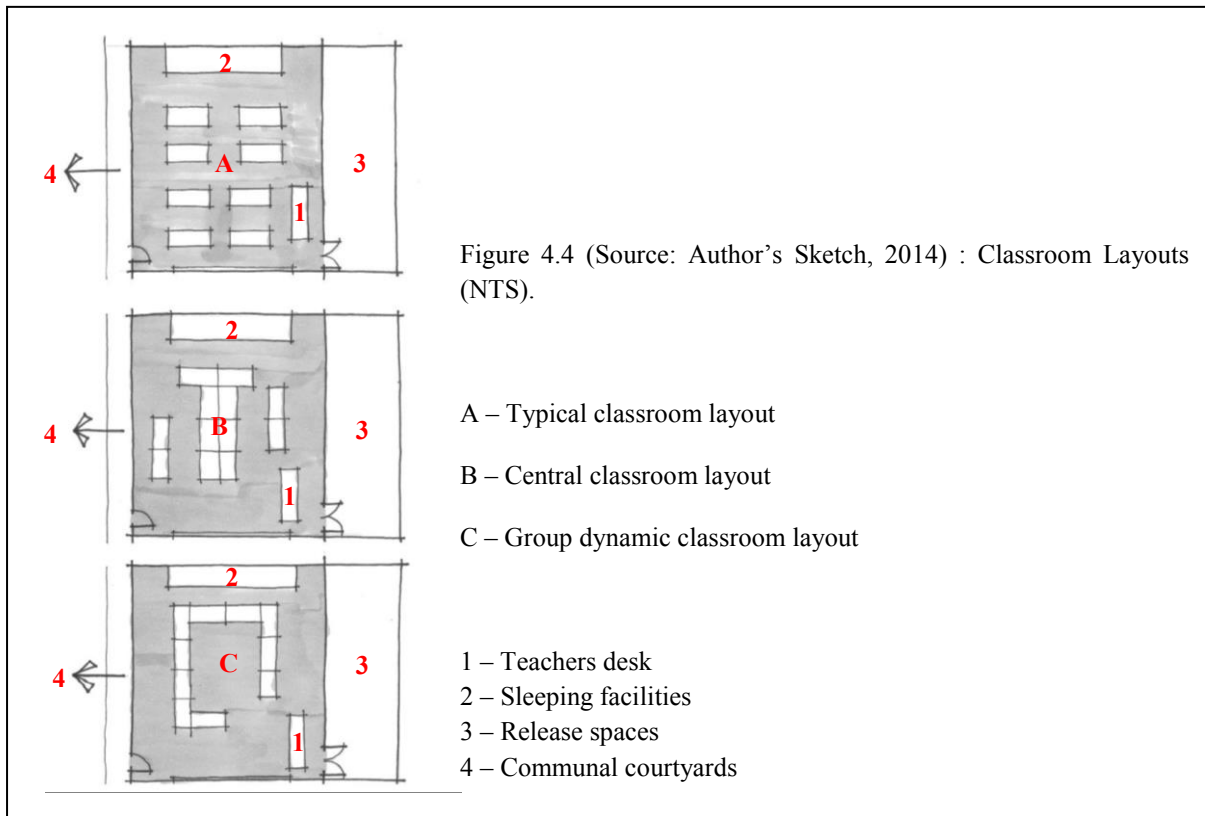 2
A
3
4
1
Figure 4.4 (Source: Author's Sketch, 2014) : Classroom Layouts
(NTS).
2
B
3
4
1
A – Typical classroom layout
B – Central classroom layout
C – Group dynamic classroom layout
2
C
3
4
1
1 – Teachers desk
2 – Sleeping facilities
3 – Release spaces
4 – Communal courtyards